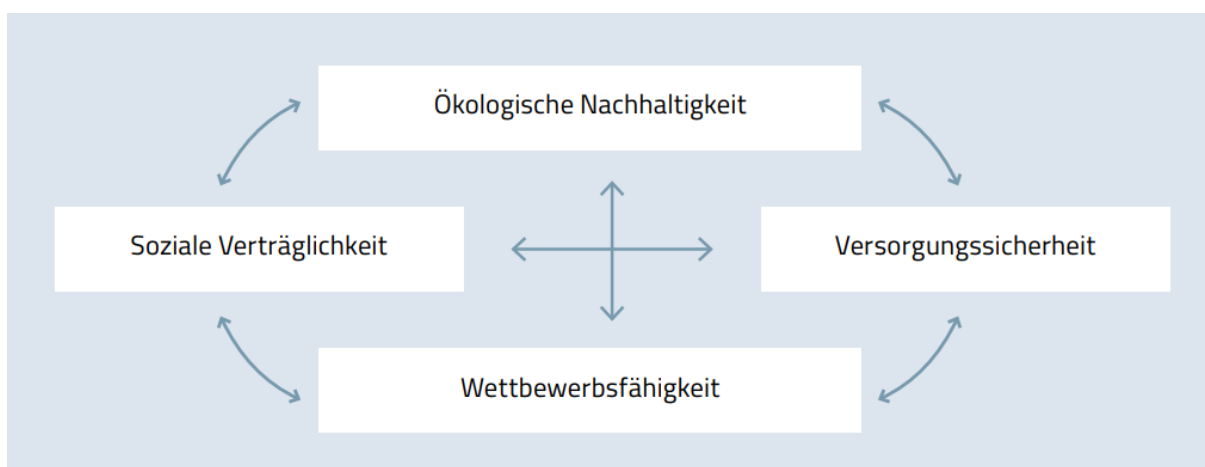 Ökologische Nachhaltigkeit
Soziale Verträglichkeit
Versorgungssicherheit
Wettbewerbsfähigkeit